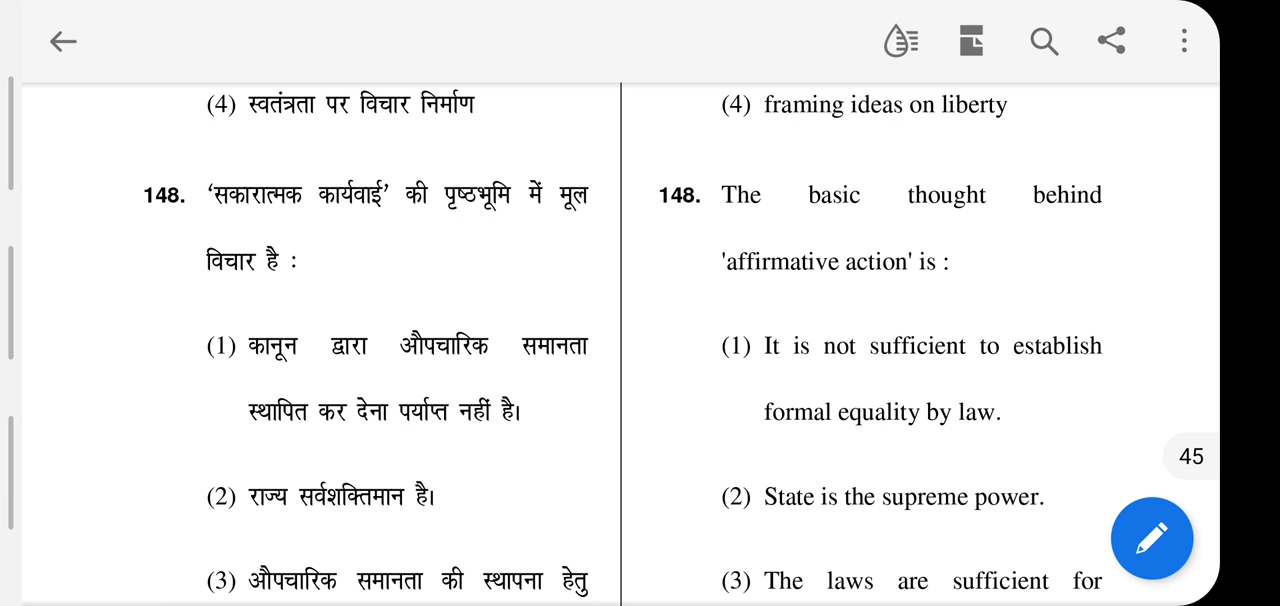 (4) स्वतंत्रता पर विचार निर्माण
148. ‘सकारात्मक कार्यवाई’ की पृष्ठभूमि में मूल
विचार है :
(1) कानून द्वारा औपचारिक समानता
स्थापित कर देना पर्याप्त नहीं है।
(2) राज्य सर्वशक्तिमान है।
(3) औपचारिक समानता की स्थापना हेतु
(4) framing ideas on liberty
148. The basic thought behind
'affirmative action' is :
(1) It is not sufficient to establish
formal equality by law.
(2) State is the supreme power.
(3) The laws are sufficient for
45